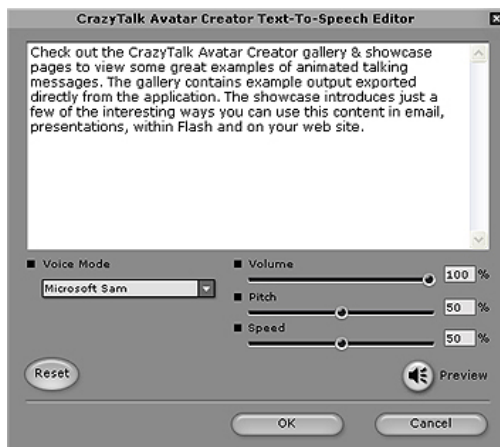 CrazyTalk Avatar Creator Text-To-Speech Editor
Check out the CrazyTalk Avatar Creator gallery & showcase
pages to view some great examples of animated talking
messages. The gallery contains example output exported
directly from the application. The showcase introduces just a
few of the interesting ways you can use this content in email,
presentations, within Flash and on your web site.
Voice Mode
Microsoft Sam
Volume
100 %
Pitch
50 %
Speed
50 %
Reset
Preview
OK
Cancel